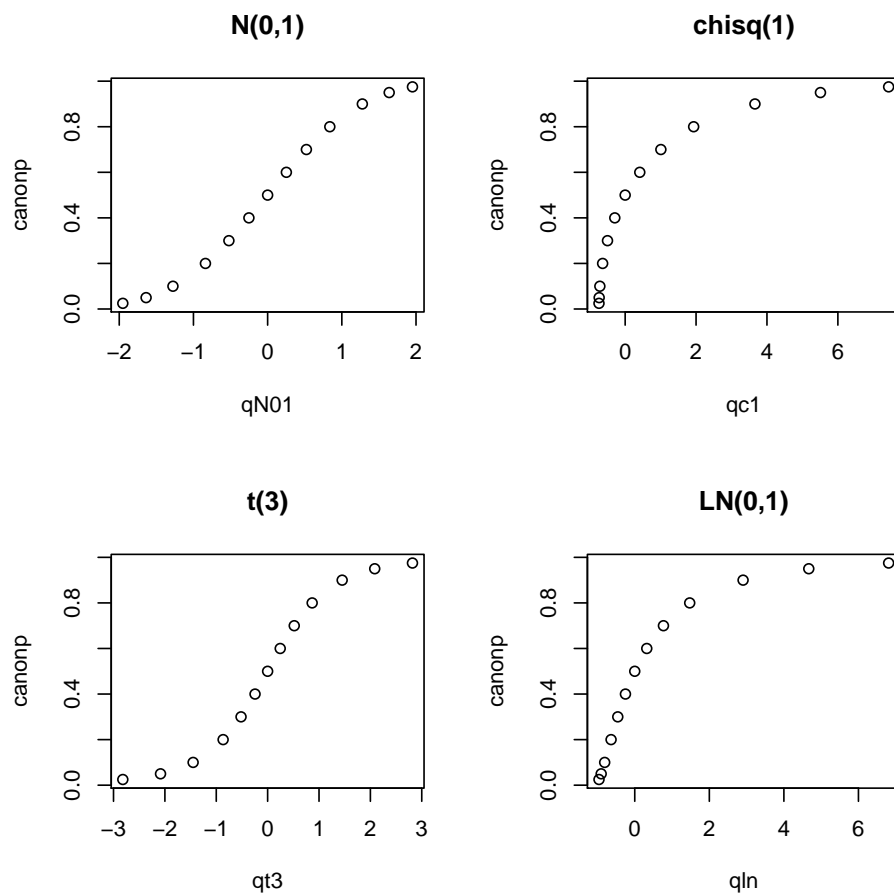 N(0,1)
canonp
0.0 0.4 0.8
−2 −1 0 1 2
qN01
chisq(1)
canonp
0.0 0.4 0.8
0 2 4 6
qc1
t(3)
canonp
0.0 0.4 0.8
−3 −2 −1 0 1 2 3
qt3
LN(0,1)
canonp
0.0 0.4 0.8
0 2 4 6
qln